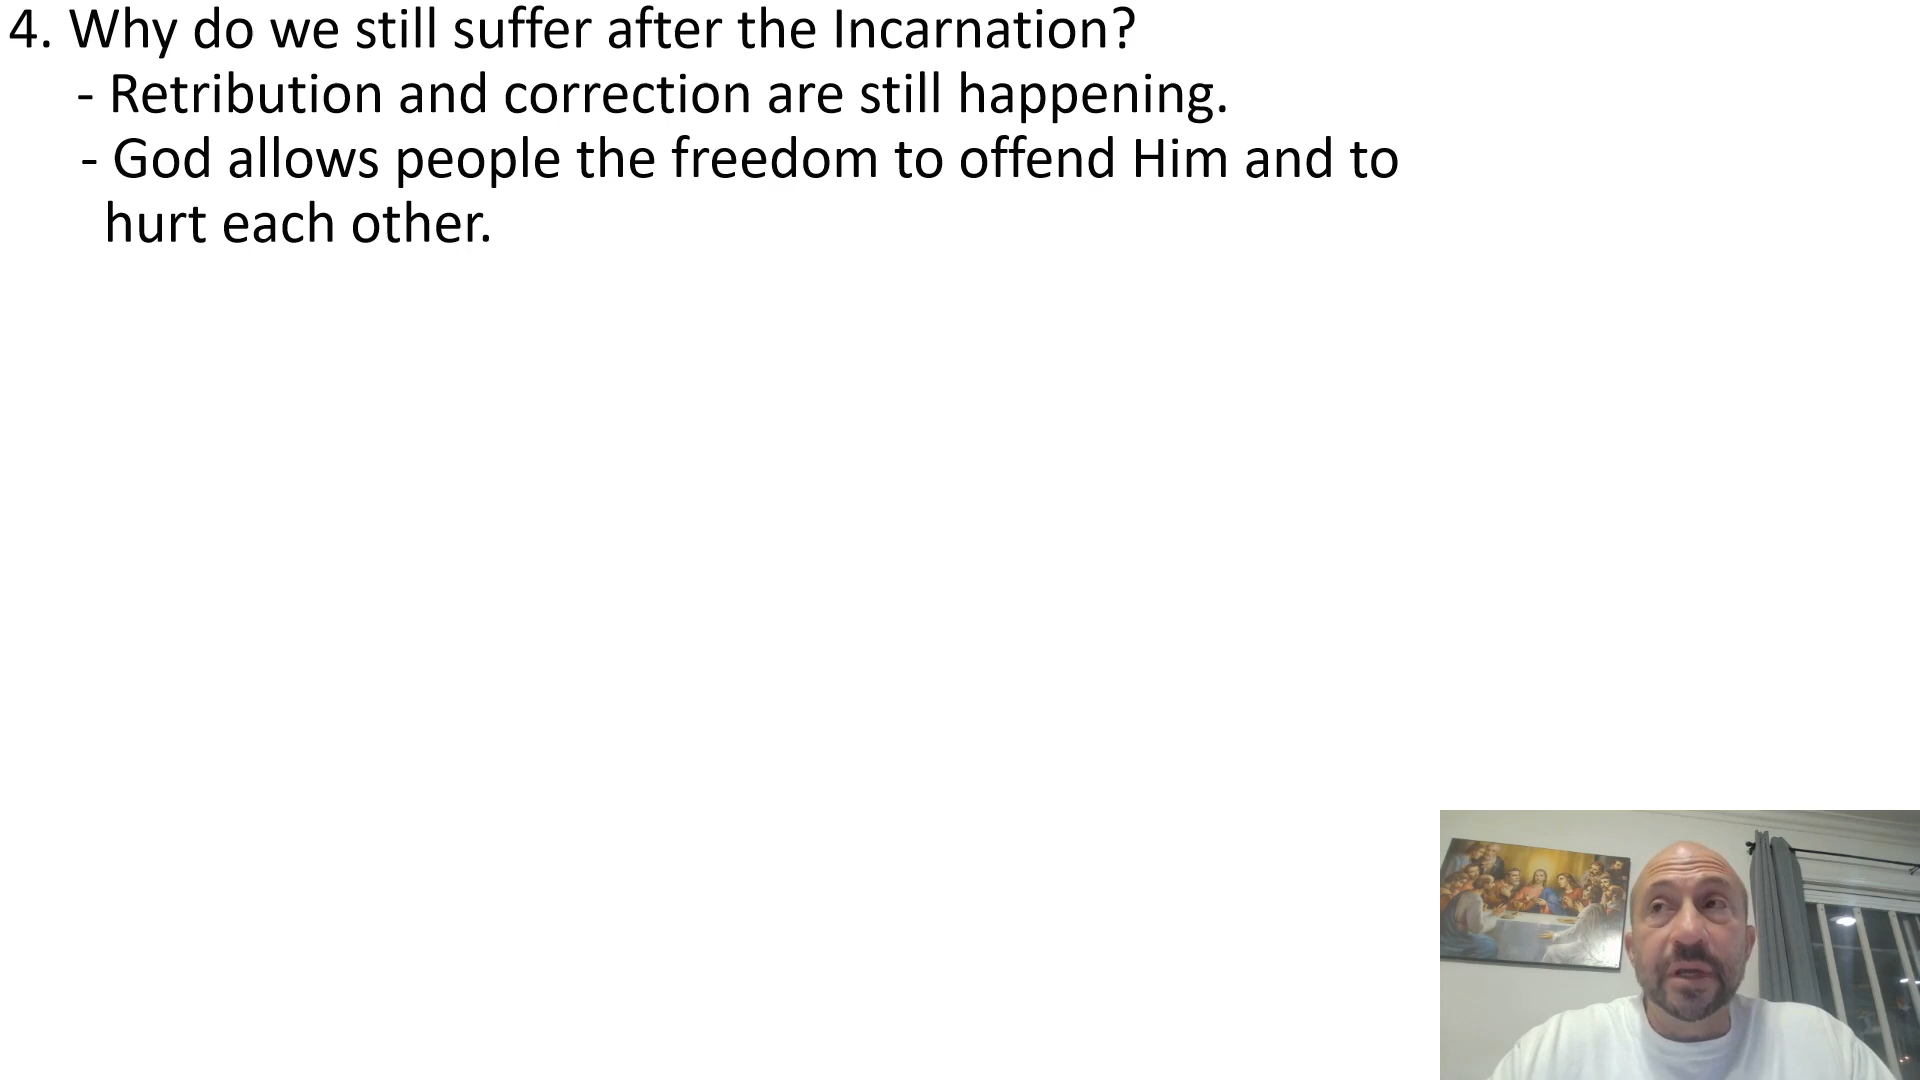 4. Why do we still suffer after the Incarnation?
- Retribution and correction are still happening.
- God allows people the freedom to offend Him and to
hurt each other.